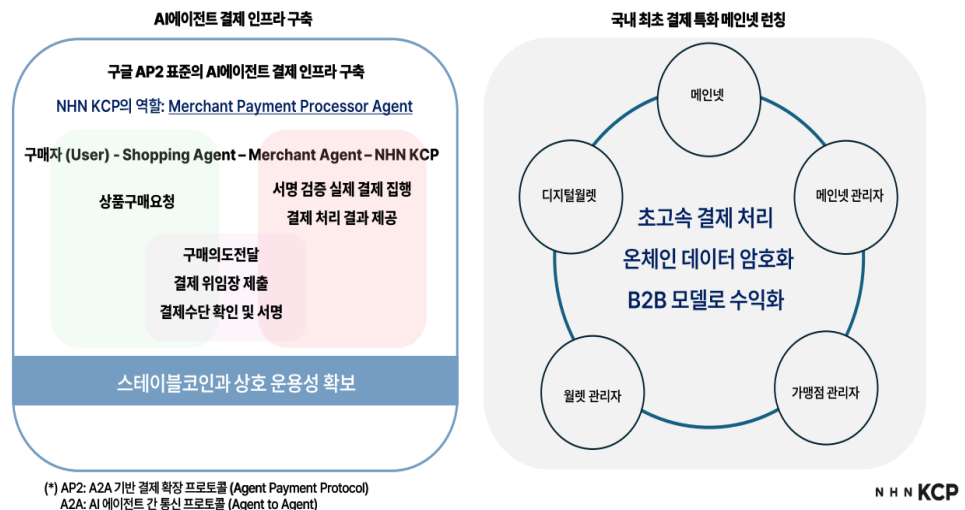 AI에이전트 결제 인프라 구축
구글 AP2 표준의 AI에이전트 결제 인프라 구축
NHN KCP의 역할: Merchant Payment Processor Agent
구매자 (User) - Shopping Agent – Merchant Agent – NHN KCP
상품구매요청
서명 검증 실제 결제 집행
결제 처리 결과 제공
구매의도전달
결제 위임장 제출
결제수단 확인 및 서명
스테이블코인과 상호 운용성 확보
(*) AP2: A2A 기반 결제 확장 프로토콜 (Agent Payment Protocol)
A2A: AI 에이전트 간 통신 프로토콜 (Agent to Agent)
국내 최초 결제 특화 메인넷 런칭
메인넷
디지털월렛
메인넷 관리자
초고속 결제 처리
온체인 데이터 암호화
B2B 모델로 수익화
월렛 관리자
가맹점 관리자
NHN KCP